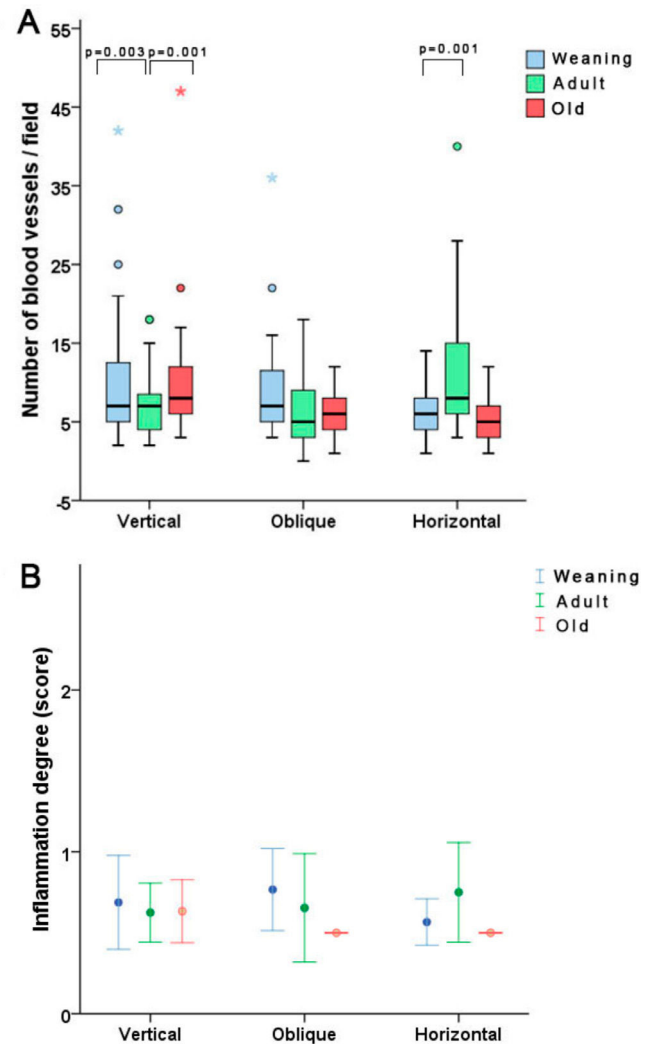 A
55
45
35
25
15
5
-5
Number of blood vessels / field
p=0.003 p=0.001
p=0.001
Weaning
Adult
Old
Vertical Oblique Horizontal
B
2
1
0
Inflammation degree (score)
Weaning
Adult
Old
Vertical Oblique Horizontal